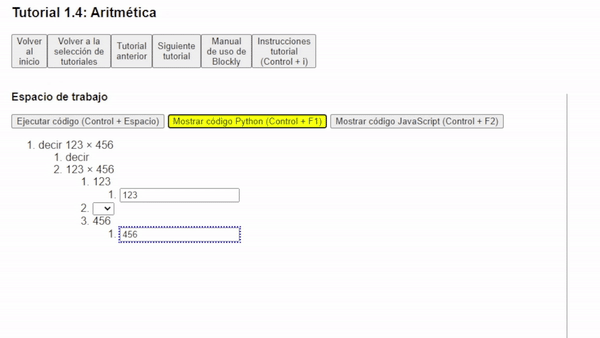 Tutorial 1.4: Aritmética
Volver al inicio
Volver a la selección de tutoriales
Tutorial anterior
Siguiente tutorial
Manual de uso de Blockly
Instrucciones tutorial (Control + i)
Espacio de trabajo
Ejecutar código (Control + Espacio)
Mostrar código Python (Control + F1)
Mostrar código JavaScript (Control + F2)
1. decir 123 × 456
1. decir
2. 123 × 456
1. 123
1. 123
2.
3. 456
1. 456